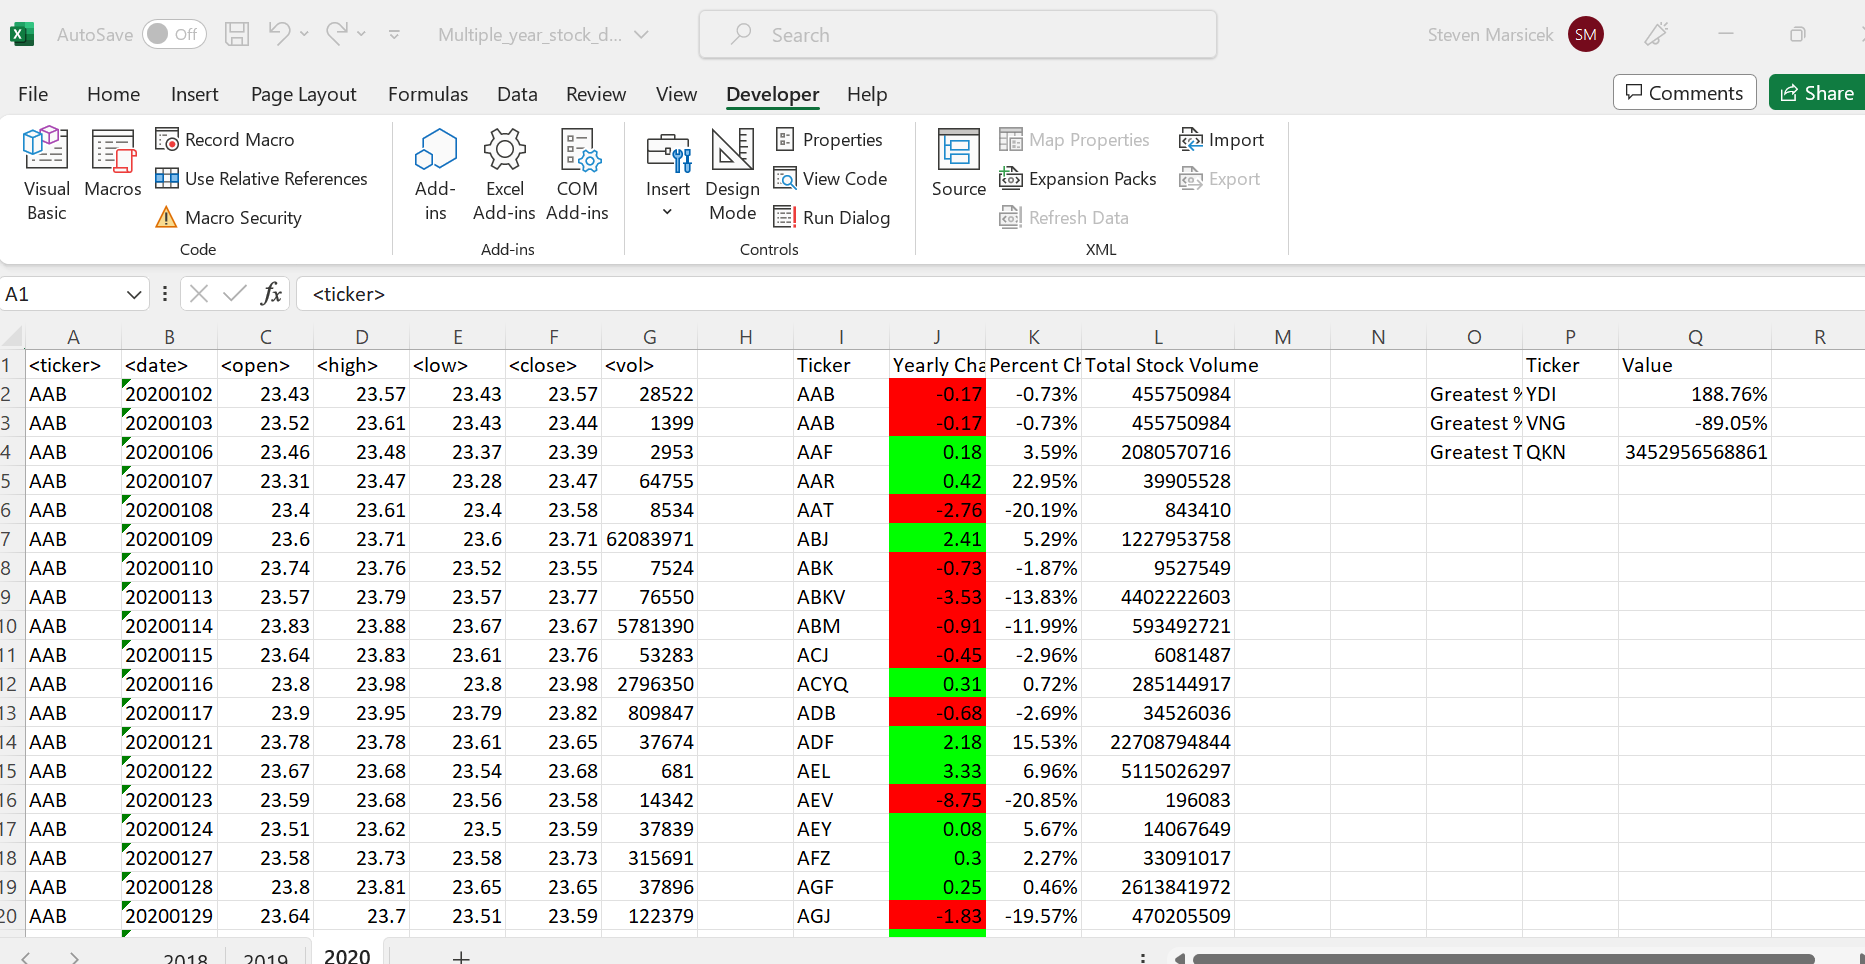 AutoSave Off Multiple_year_stock_d... Search Steven Marsicek SM
File Home Insert Page Layout Formulas Data Review View Developer Help Comments Share
Visual Basic
Macros
Record Macro
Use Relative References
Macro Security
Code
Add-ins
Excel Add-ins
COM Add-ins
Add-ins
Insert
Design Mode
Properties
View Code
Run Dialog
Controls
Source
Map Properties
Expansion Packs
Refresh Data
Import
Export
XML
A1 fx <ticker>
A B C D E F G H I J K L M N O P Q R
1 <ticker> <date> <open> <high> <low> <close> <vol> Ticker Yearly Cha Percent Ch Total Stock Volume Ticker Value
2 AAB 20200102 23.43 23.57 23.43 23.57 28522 AAB -0.17 -0.73% 455750984 Greatest % YDI 188.76%
3 AAB 20200103 23.52 23.61 23.43 23.44 1399 AAB -0.17 -0.73% 455750984 Greatest % VNG -89.05%
4 AAB 20200106 23.46 23.48 23.37 23.39 2953 AAF 0.18 3.59% 2080570716 Greatest T QKN 3452956568861
5 AAB 20200107 23.31 23.47 23.28 23.47 64755 AAR 0.42 22.95% 39905528
6 AAB 20200108 23.4 23.61 23.4 23.58 8534 AAT -2.76 -20.19% 843410
7 AAB 20200109 23.6 23.71 23.6 23.71 62083971 ABJ 2.41 5.29% 1227953758
8 AAB 20200110 23.74 23.76 23.52 23.55 7524 ABK -0.73 -1.87% 9527549
9 AAB 20200113 23.57 23.79 23.57 23.77 76550 ABKV -3.53 -13.83% 4402222603
10 AAB 20200114 23.83 23.88 23.67 23.67 5781390 ABM -0.91 -11.99% 593492721
11 AAB 20200115 23.64 23.83 23.61 23.76 53283 ACJ -0.45 -2.96% 6081487
12 AAB 20200116 23.8 23.98 23.8 23.98 2796350 ACYQ 0.31 0.72% 285144917
13 AAB 20200117 23.9 23.95 23.79 23.82 809847 ADB -0.68 -2.69% 34526036
14 AAB 20200121 23.78 23.78 23.61 23.65 37674 ADF 2.18 15.53% 22708794844
15 AAB 20200122 23.67 23.68 23.54 23.68 681 AEL 3.33 6.96% 5115026297
16 AAB 20200123 23.59 23.68 23.56 23.58 14342 AEV -8.75 -20.85% 196083
17 AAB 20200124 23.51 23.62 23.5 23.59 37839 AEY 0.08 5.67% 14067649
18 AAB 20200127 23.58 23.73 23.58 23.73 315691 AFZ 0.3 2.27% 33091017
19 AAB 20200128 23.8 23.81 23.65 23.65 37896 AGF 0.25 0.46% 2613841972
20 AAB 20200129 23.64 23.7 23.51 23.59 122379 AGJ -1.83 -19.57% 470205509
2018 2019 2020